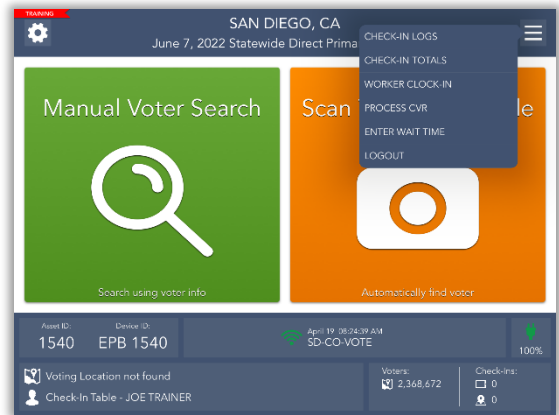 TRAINING
SAN DIEGO, CA
June 7, 2022 Statewide Direct Prima
CHECK-IN LOGS
CHECK-IN TOTALS
WORKER CLOCK-IN
PROCESS CVR
ENTER WAIT TIME
LOGOUT
Manual Voter Search
Search using voter info
Scan
Automatically find voter
Asset ID:
1540
Device ID:
EPB 1540
April 19 08:24:39 AM
SD-CO-VOTE
100%
Voting Location not found
Check-In Table - JOE TRAINER
Voters:
2,368,672
Check-Ins:
0
0